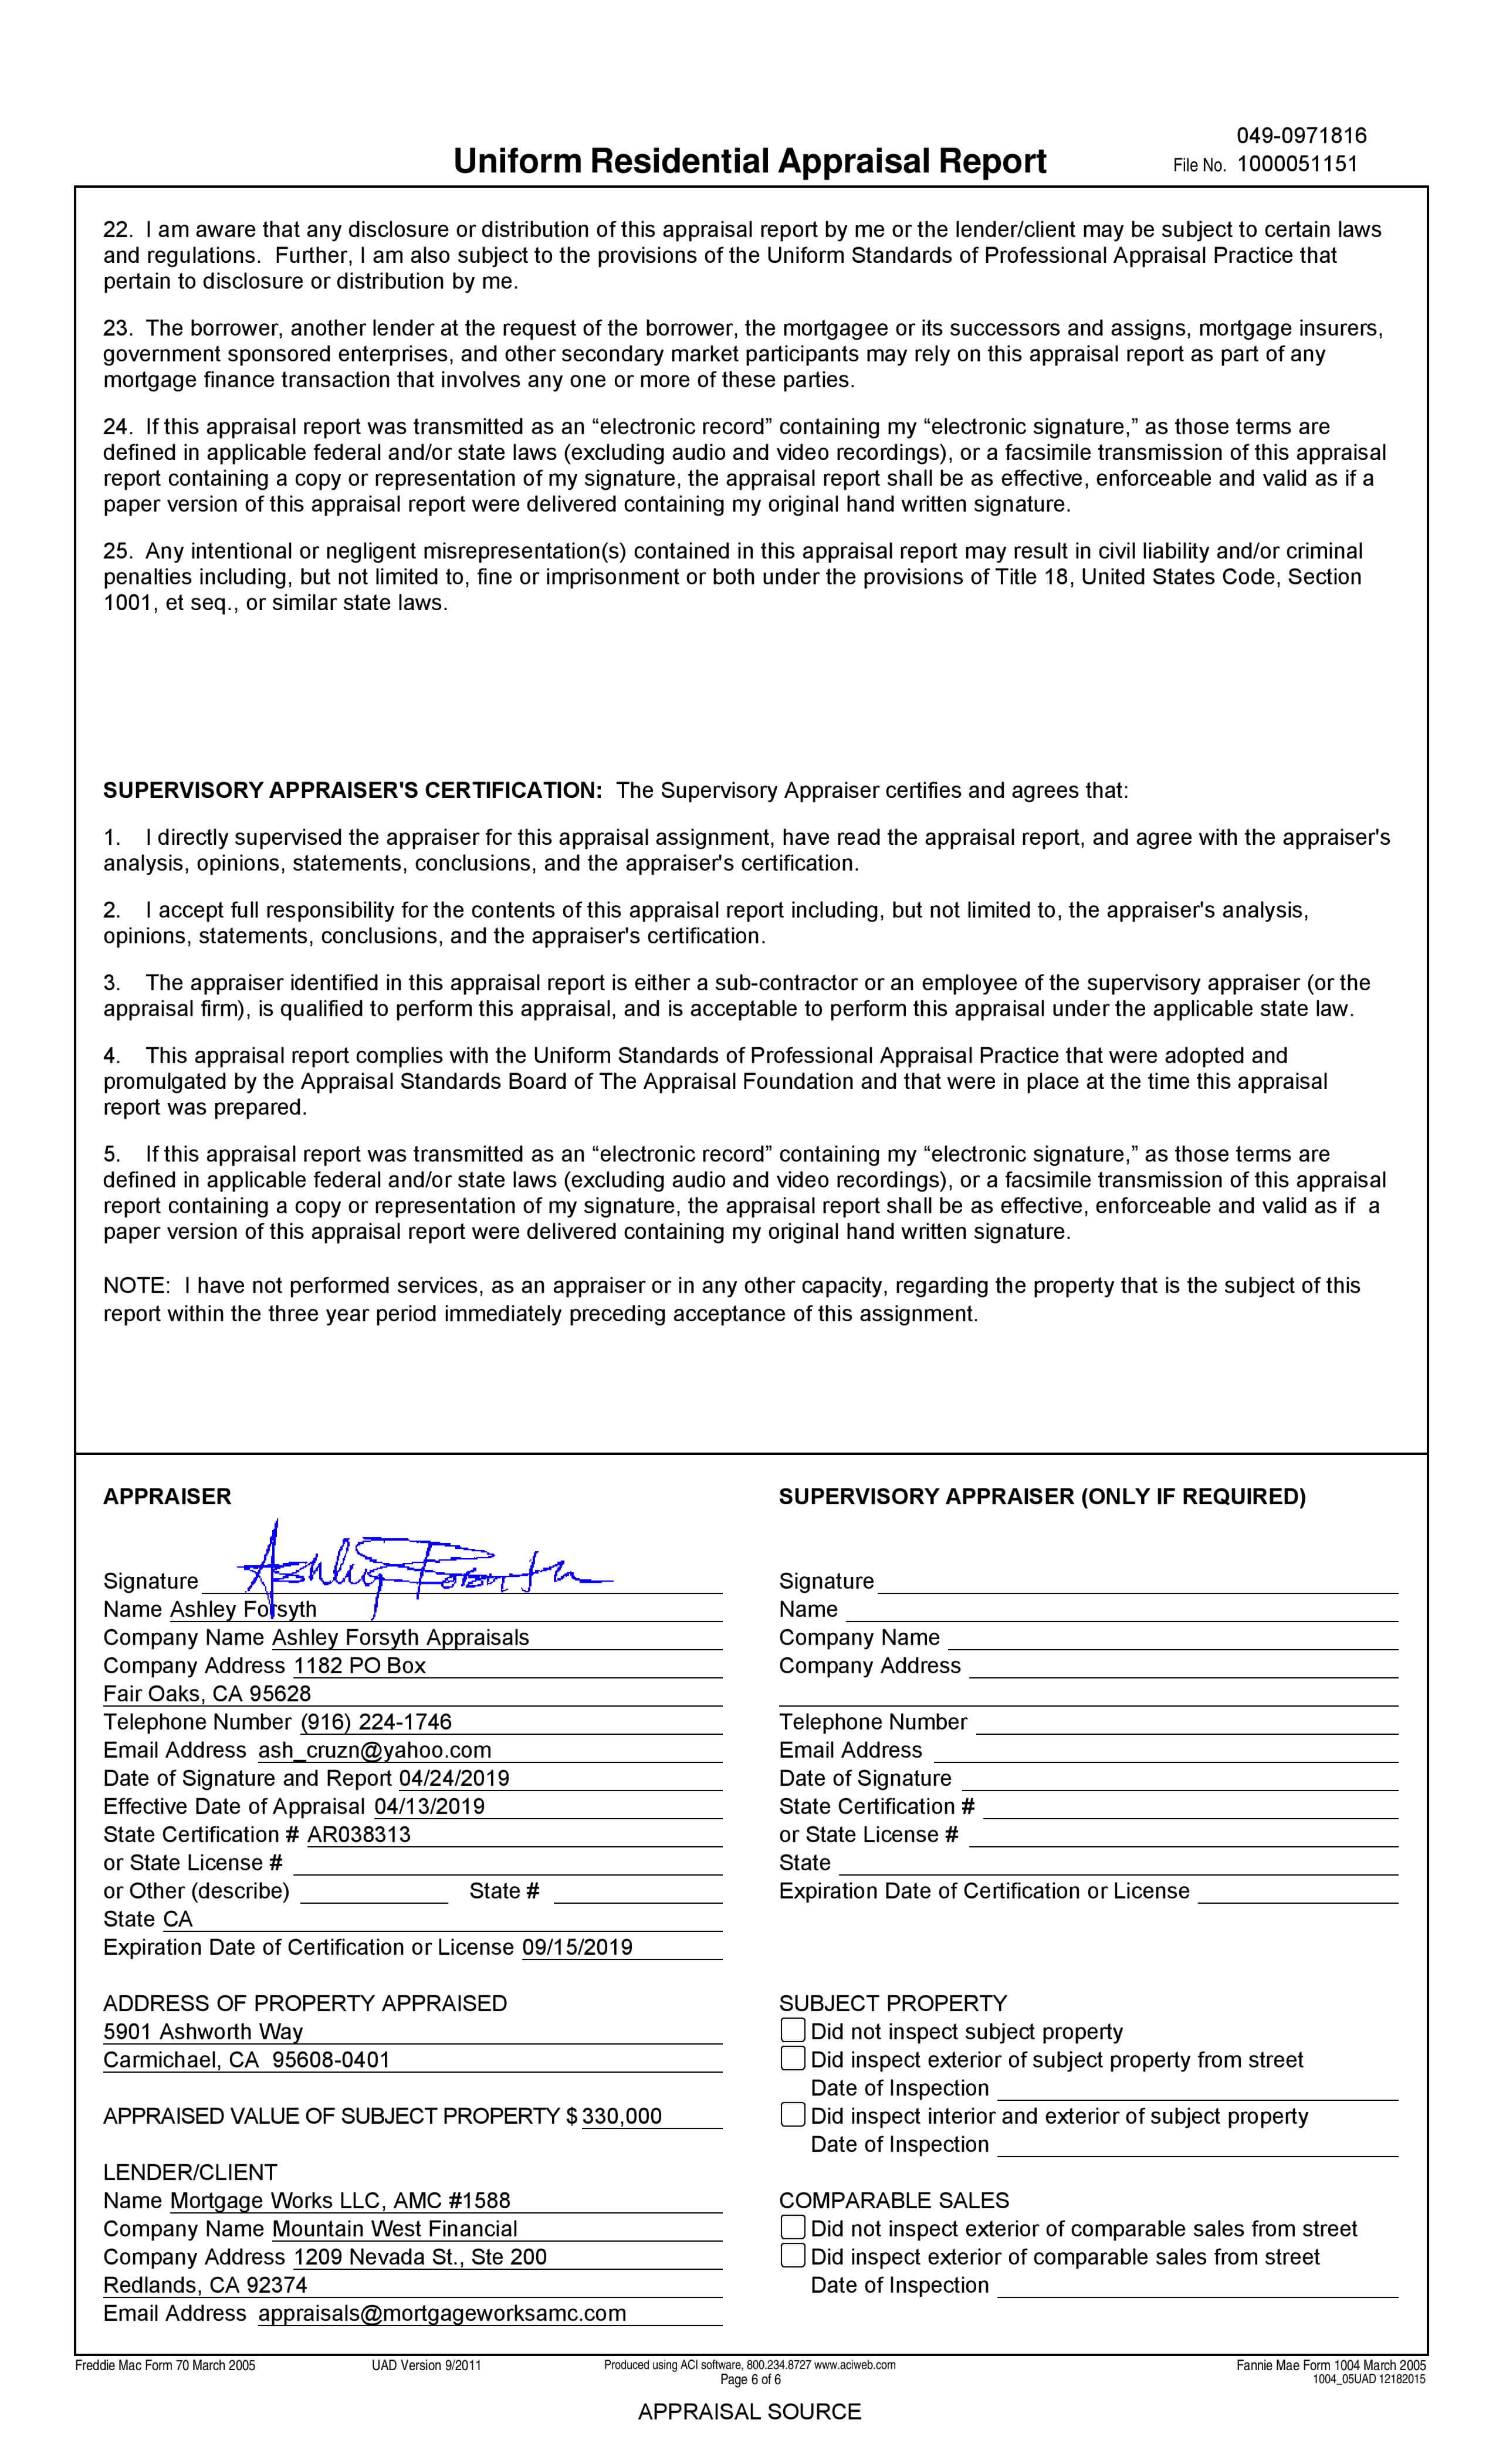 049-0971816
Uniform Residential Appraisal Report
File No. 1000051151
22. I am aware that any disclosure or distribution of this appraisal report by me or the lender/client may be subject to certain laws
and regulations. Further, I am also subject to the provisions of the Uniform Standards of Professional Appraisal Practice that
pertain to disclosure or distribution by me.
23. The borrower, another lender at the request of the borrower, the mortgagee or its successors and assigns, mortgage insurers,
government sponsored enterprises, and other secondary market participants may rely on this appraisal report as part of any
mortgage finance transaction that involves any one or more of these parties.
24. If this appraisal report was transmitted as an “electronic record” containing my “electronic signature,” as those terms are
defined in applicable federal and/or state laws (excluding audio and video recordings), or a facsimile transmission of this appraisal
report containing a copy or representation of my signature, the appraisal report shall be as effective, enforceable and valid as if a
paper version of this appraisal report were delivered containing my original hand written signature.
25. Any intentional or negligent misrepresentation(s) contained in this appraisal report may result in civil liability and/or criminal
penalties including, but not limited to, fine or imprisonment or both under the provisions of Title 18, United States Code, Section
1001, et seq., or similar state laws.
SUPERVISORY APPRAISER'S CERTIFICATION: The Supervisory Appraiser certifies and agrees that:
1. I directly supervised the appraiser for this appraisal assignment, have read the appraisal report, and agree with the appraiser's
analysis, opinions, statements, conclusions, and the appraiser's certification.
2. I accept full responsibility for the contents of this appraisal report including, but not limited to, the appraiser's analysis,
opinions, statements, conclusions, and the appraiser's certification.
3. The appraiser identified in this appraisal report is either a sub-contractor or an employee of the supervisory appraiser (or the
appraisal firm), is qualified to perform this appraisal, and is acceptable to perform this appraisal under the applicable state law.
4. This appraisal report complies with the Uniform Standards of Professional Appraisal Practice that were adopted and
promulgated by the Appraisal Standards Board of The Appraisal Foundation and that were in place at the time this appraisal
report was prepared.
5. If this appraisal report was transmitted as an “electronic record” containing my “electronic signature,” as those terms are
defined in applicable federal and/or state laws (excluding audio and video recordings), or a facsimile transmission of this appraisal
report containing a copy or representation of my signature, the appraisal report shall be as effective, enforceable and valid as if a
paper version of this appraisal report were delivered containing my original hand written signature.
NOTE: I have not performed services, as an appraiser or in any other capacity, regarding the property that is the subject of this
report within the three year period immediately preceding acceptance of this assignment.
APPRAISER
Signature Ashley Forsyth
Name Ashley Forsyth
Company Name Ashley Forsyth Appraisals
Company Address 1182 PO Box
Fair Oaks, CA 95628
Telephone Number (916) 224-1746
Email Address ash_cruzn@yahoo.com
Date of Signature and Report 04/24/2019
Effective Date of Appraisal 04/13/2019
State Certification # AR038313
or State License #
or Other (describe) State #
State CA
Expiration Date of Certification or License 09/15/2019
ADDRESS OF PROPERTY APPRAISED
5901 Ashworth Way
Carmichael, CA 95608-0401
APPRAISED VALUE OF SUBJECT PROPERTY $ 330,000
LENDER/CLIENT
Name Mortgage Works LLC, AMC #1588
Company Name Mountain West Financial
Company Address 1209 Nevada St., Ste 200
Redlands, CA 92374
Email Address appraisals@mortgageworksamc.com
SUPERVISORY APPRAISER (ONLY IF REQUIRED)
Signature
Name
Company Name
Company Address
Telephone Number
Email Address
Date of Signature
State Certification #
or State License #
State
Expiration Date of Certification or License
SUBJECT PROPERTY
Did not inspect subject property
Did inspect exterior of subject property from street
Date of Inspection
Did inspect interior and exterior of subject property
Date of Inspection
COMPARABLE SALES
Did not inspect exterior of comparable sales from street
Did inspect exterior of comparable sales from street
Date of Inspection
Freddie Mac Form 70 March 2005
UAD Version 9/2011
Produced using ACI software, 800.234.8727 www.aciweb.com
Page 6 of 6
Fannie Mae Form 1004 March 2005
1004_05UAD 12182015
APPRAISAL SOURCE